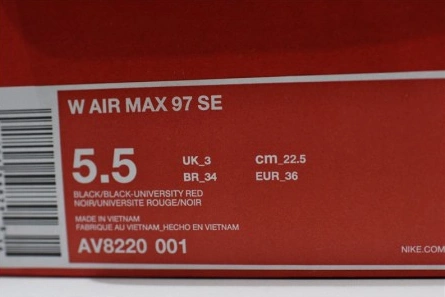 W AIR MAX 97 SE
5.5 UK_3 cm_22.5
BR_34 EUR_36
BLACK/BLACK-UNIVERSITY RED
NOIR/UNIVERSITE ROUGE/NOIR
MADE IN VIETNAM
FABRIQUE AU VIETNAM_HECHO EN VIETNAM
AV8220 001
NIKE.COM